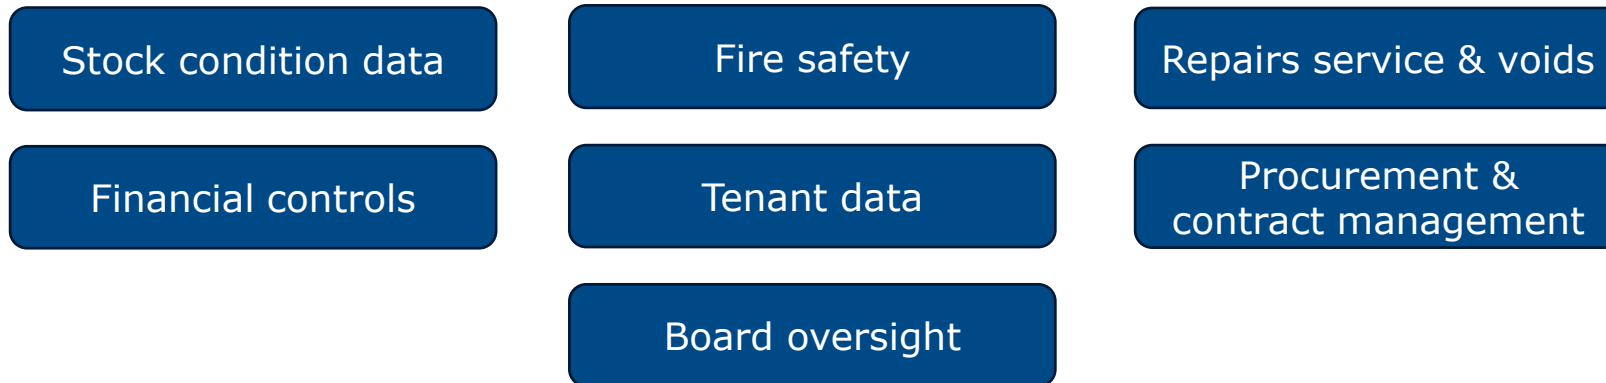 Stock condition data
Fire safety
Repairs service & voids
Financial controls
Tenant data
Procurement &
contract management
Board oversight